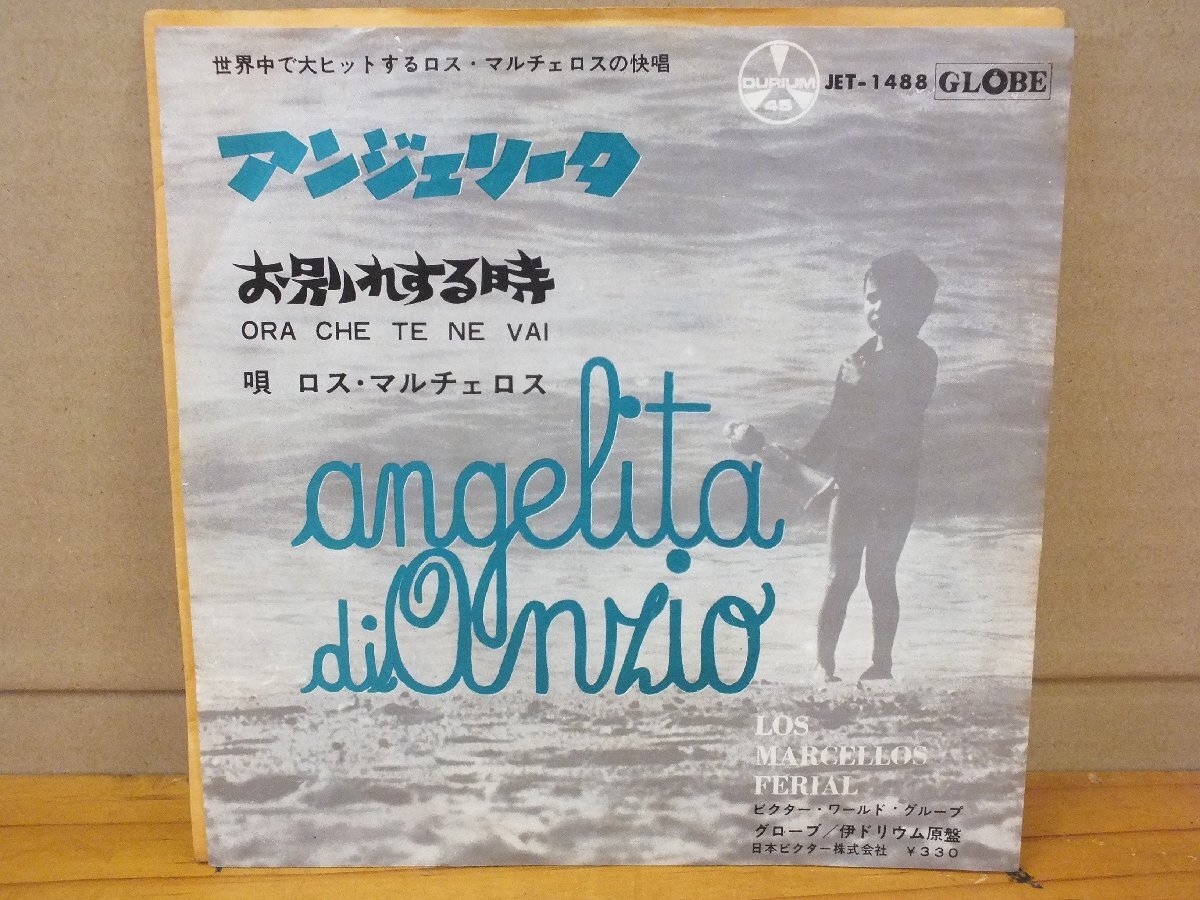 世界中で大ヒットするロス・マルチェロスの快唱
DURIUM
45
JET-1488 GLOBE
アンジェリータ
お別れする時
ORA CHE TE NE VAI
唄 ロス・マルチェロス
angelita
di Anzio
LOS
MARCELLOS
FERIAL
ビクター・ワールド・グループ
グローブ／伊ドリウム原盤
日本ビクター株式会社 ￥330